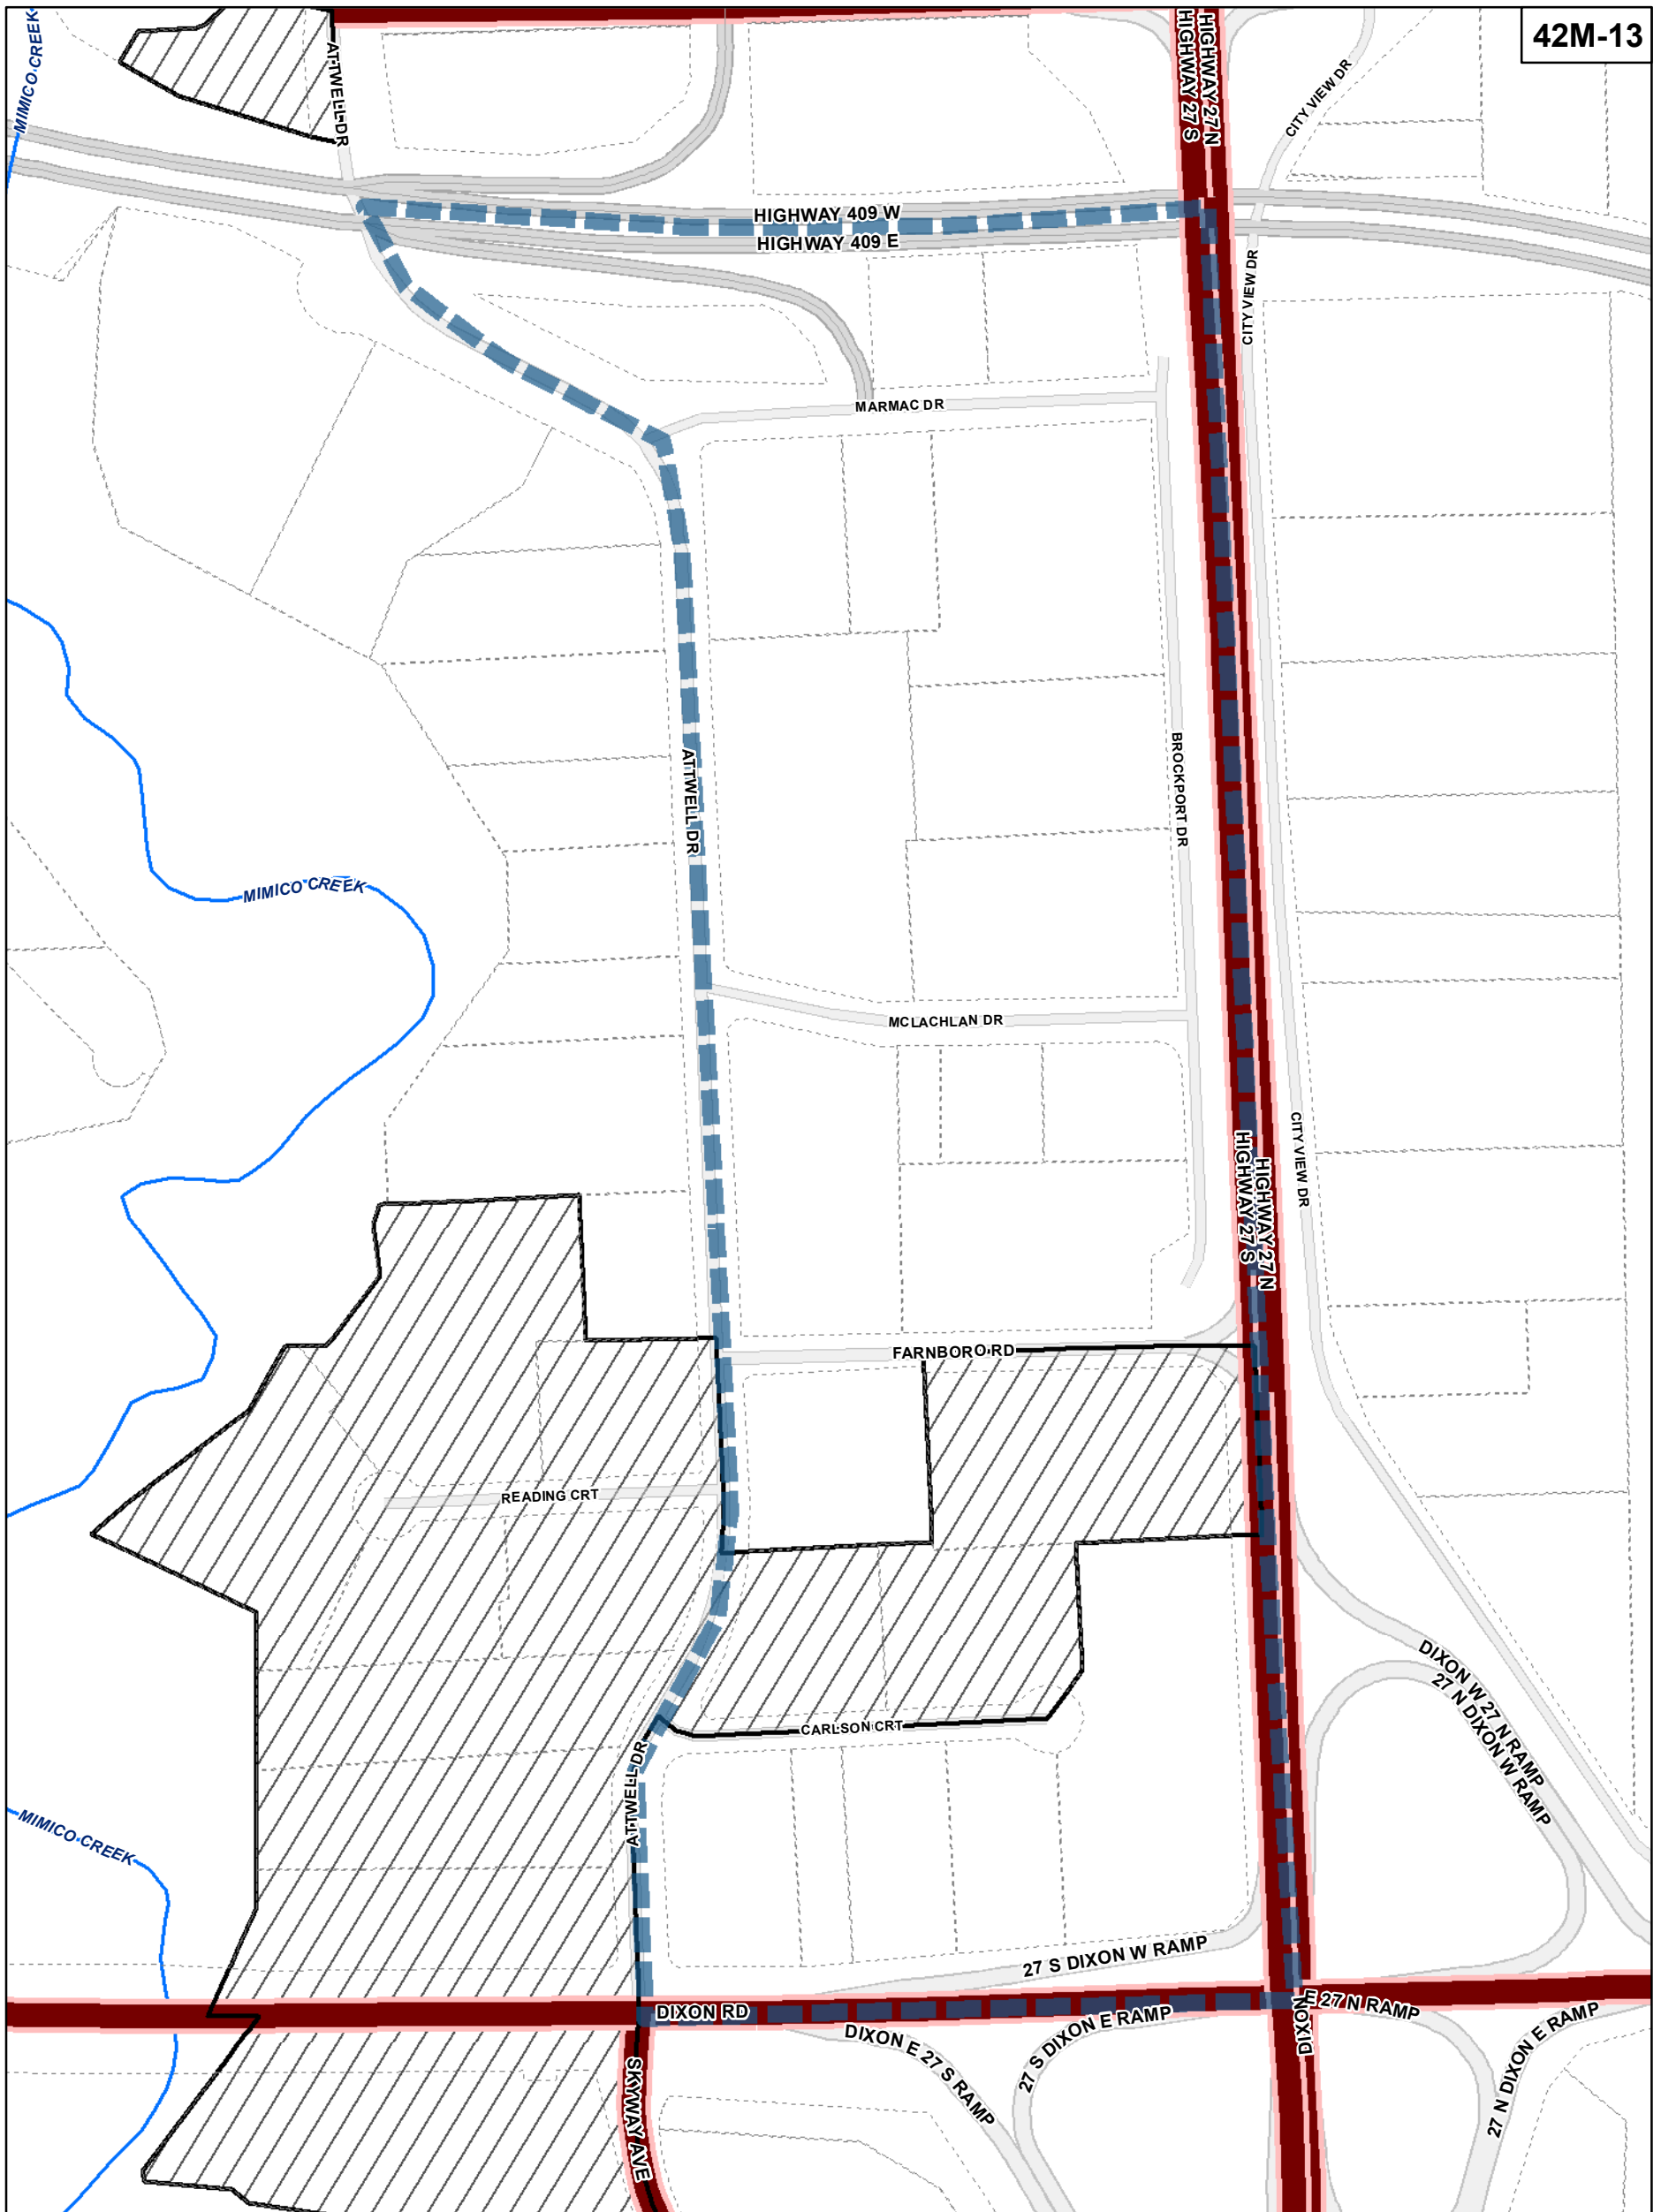 42M-13
MIMICO CREEK
ATTWELL DR
HIGHWAY 27 N
HIGHWAY 27 S
CITY VIEW DR
HIGHWAY 409 W
HIGHWAY 409 E
CITY VIEW DR
MARMAC DR
ATTWELL DR
BROCKPORT DR
MIMICO CREEK
MCLACHLAN DR
CITY VIEW DR
HIGHWAY 27 N
HIGHWAY 27 S
FARNBORO RD
READING CRT
CARLSON CRT
ATTWELL DR
DIXON W 27 N RAMP
27 N DIXON W RAMP
MIMICO CREEK
27 S DIXON W RAMP
DIXON RD
DIXON E 27 N RAMP
DIXON E 27 S RAMP
27 S DIXON E RAMP
27 N DIXON E RAMP
SKYWAY AVE